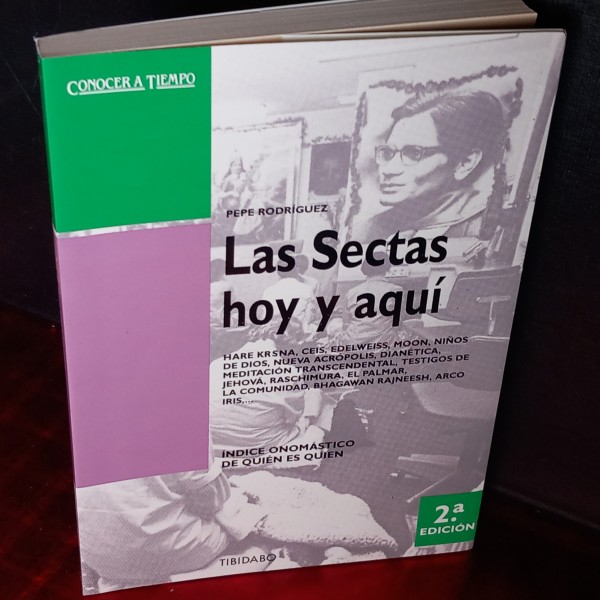 CONOCER A TIEMPO
PEPE RODRÍGUEZ
Las Sectas
hoy y aquí
HARE KRSNA, CEIS, EDELWEISS, MOON, NIÑOS
DE DIOS, NUEVA ACRÓPOLIS, DIANÉTICA,
MEDITACIÓN TRANSCENDENTAL, TESTIGOS DE
JEHOVÁ, RASCHIMURA, EL PALMAR,
LA COMUNIDAD, BHAGAWAN RAJNEESH, ARCO
IRIS,...
ÍNDICE ONOMÁSTICO
DE QUIÉN ES QUIEN
2.ª
EDICIÓN
TIBIDABO